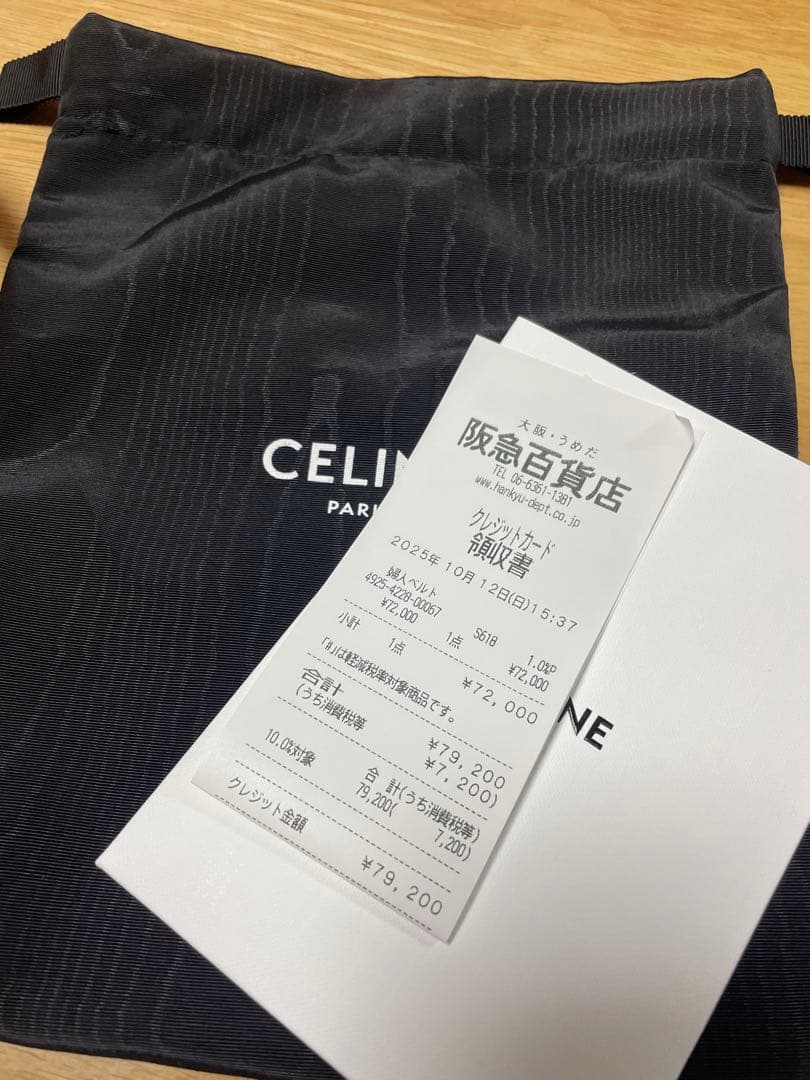 CELIN
PARI
大阪・うめだ
阪急百貨店
TEL 06-6361-1381
www.hankyu-dept.co.jp
クレジットカード
領収書
2025年10月12日(日)15:37
婦人ベルト
4925-4228-00067 S61B 1.0%P
¥72,000 1点 ¥72,000
小計 1点 ¥72,000
「#」は軽減税率対象商品です。
合計 ¥79,200
(うち消費税等 ¥7,200)
合 計(うち消費税等)
10.0%対象 79,200( 7,200)
クレジット金額 ¥79,200
NE